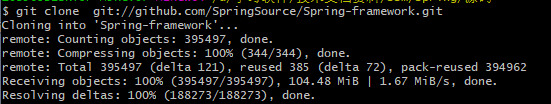 $ git clone  git://github.com/SpringSource/Spring-framework.git
Cloning into 'Spring-framework'...
remote: Counting objects: 395497, done.
remote: Compressing objects: 100% (344/344), done.
remote: Total 395497 (delta 121), reused 385 (delta 72), pack-reused 394962
Receiving objects: 100% (395497/395497), 104.48 MiB | 1.67 MiB/s, done.
Resolving deltas: 100% (188273/188273), done.